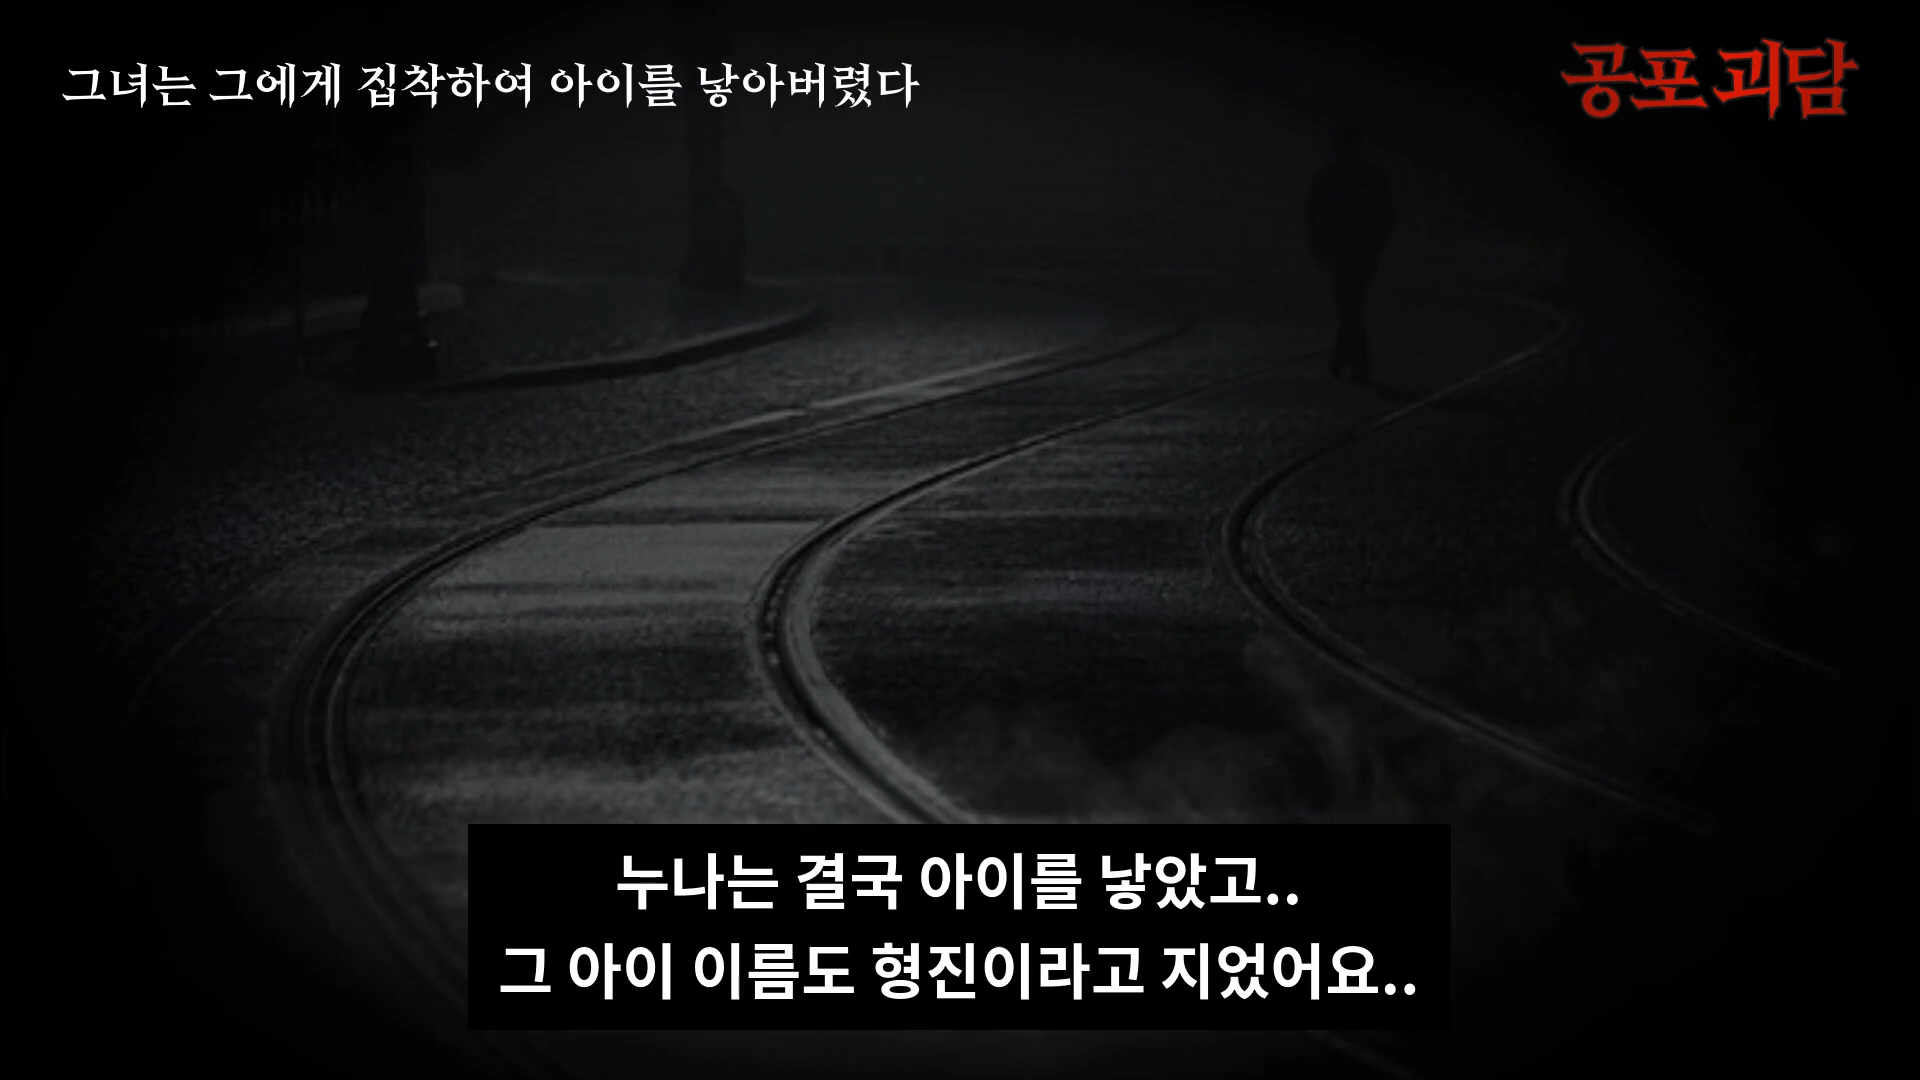 그녀는 그에게 집착하여 아이를 낳아버렸다
공포 괴담
누나는 결국 아이를 낳았고..
그 아이 이름도 형진이라고 지었어요..